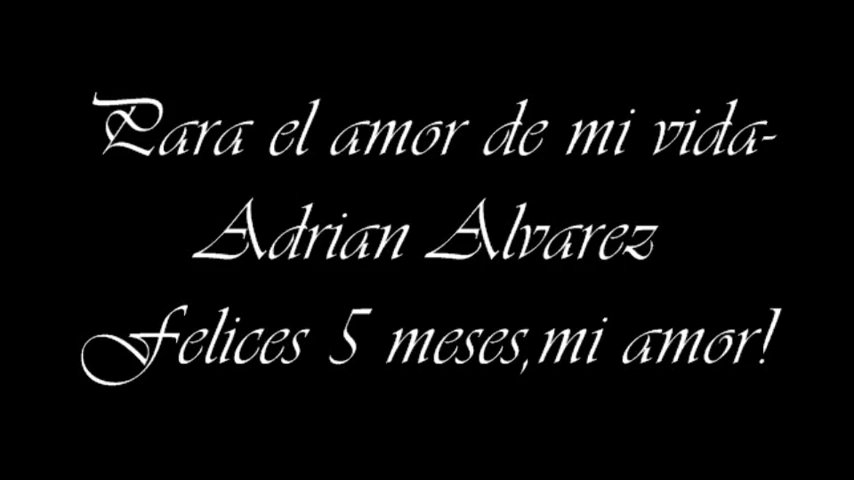 Para el amor de mi vida-
Adrian Alvarez
Felices 5 meses,mi amor!